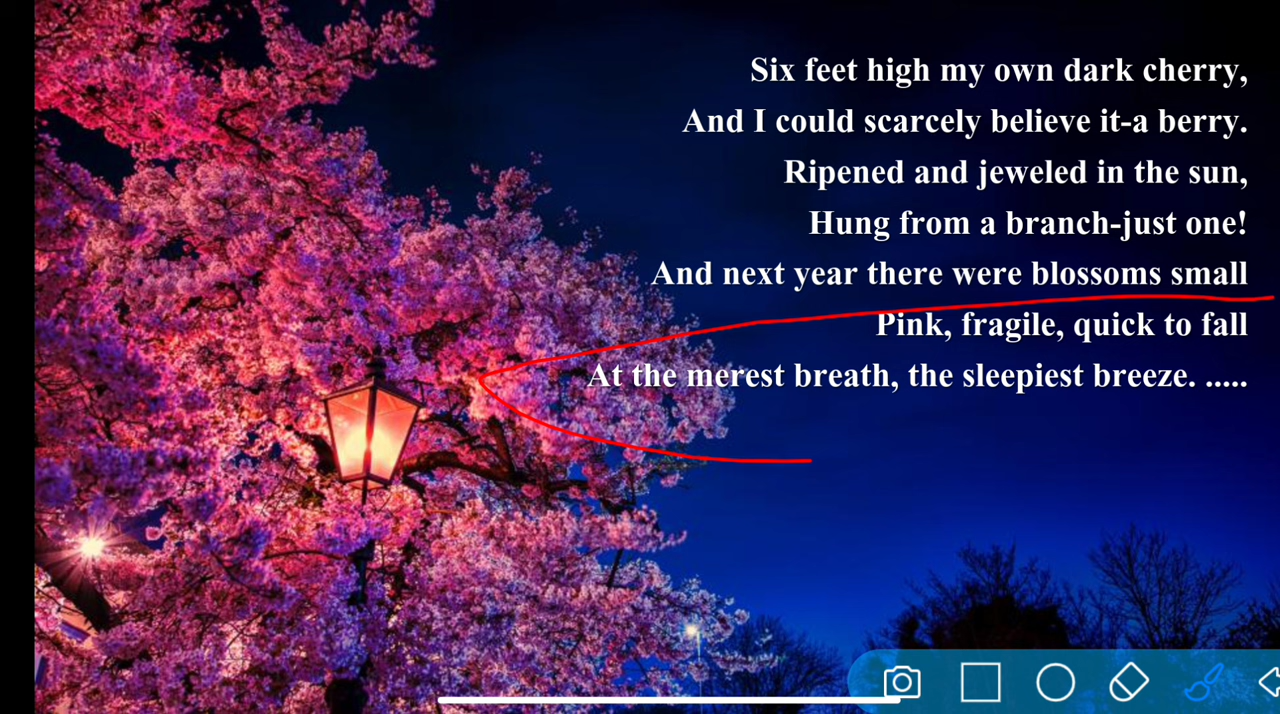 Six feet high my own dark cherry,
And I could scarcely believe it-a berry.
Ripened and jeweled in the sun,
Hung from a branch-just one!
And next year there were blossoms small
Pink, fragile, quick to fall
At the merest breath, the sleepiest breeze. .....